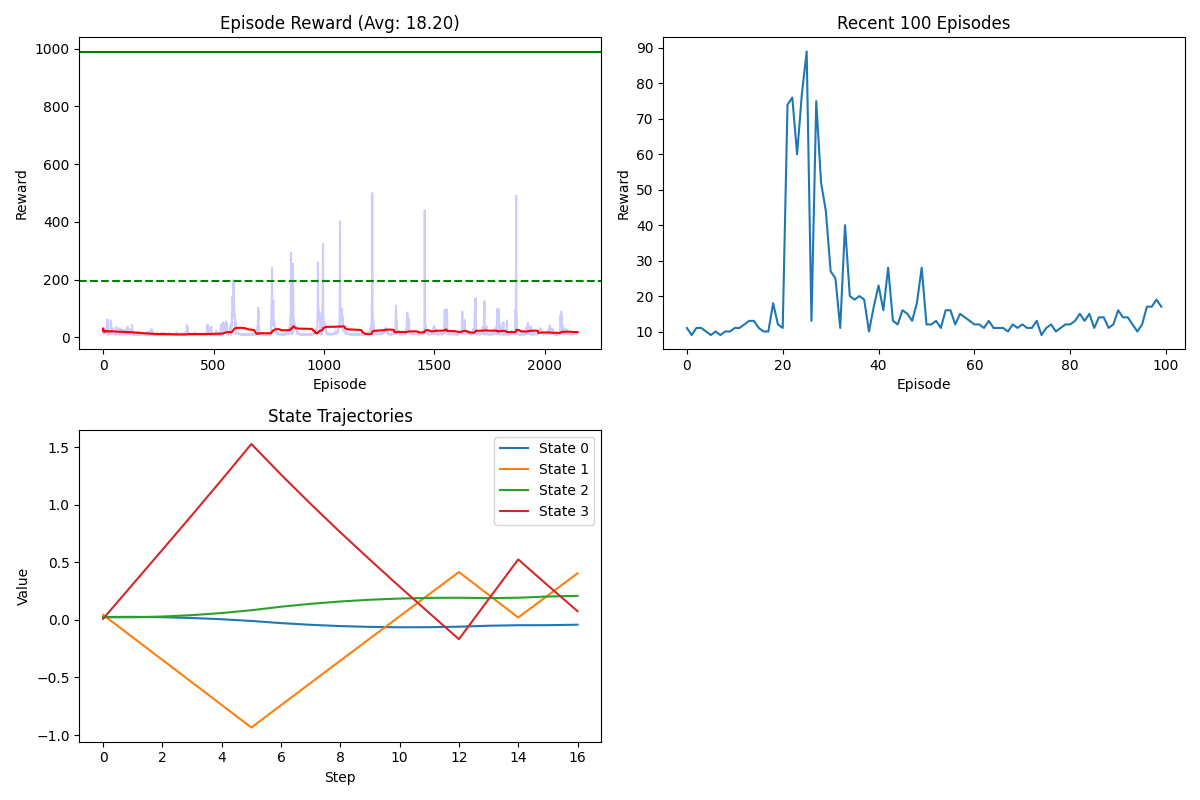 Episode Reward (Avg: 18.20)
Reward
1000
800
600
400
200
0
0 500 1000 1500 2000
Episode
Recent 100 Episodes
Reward
90
80
70
60
50
40
30
20
10
0 20 40 60 80 100
Episode
State Trajectories
Value
1.5
1.0
0.5
0.0
−0.5
−1.0
State 0
State 1
State 2
State 3
0 2 4 6 8 10 12 14 16
Step